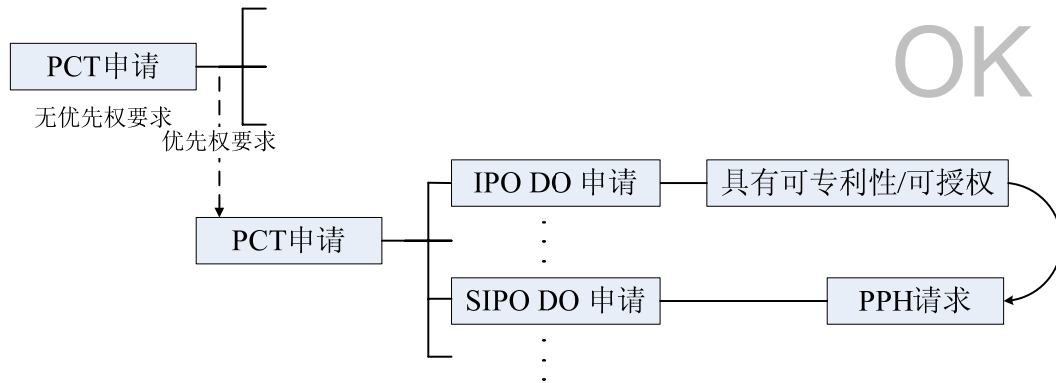 OK
PCT申请
无优先权要求
优先权要求
IPO DO 申请
具有可专利性/可授权
PCT申请
SIPO DO 申请
PPH请求